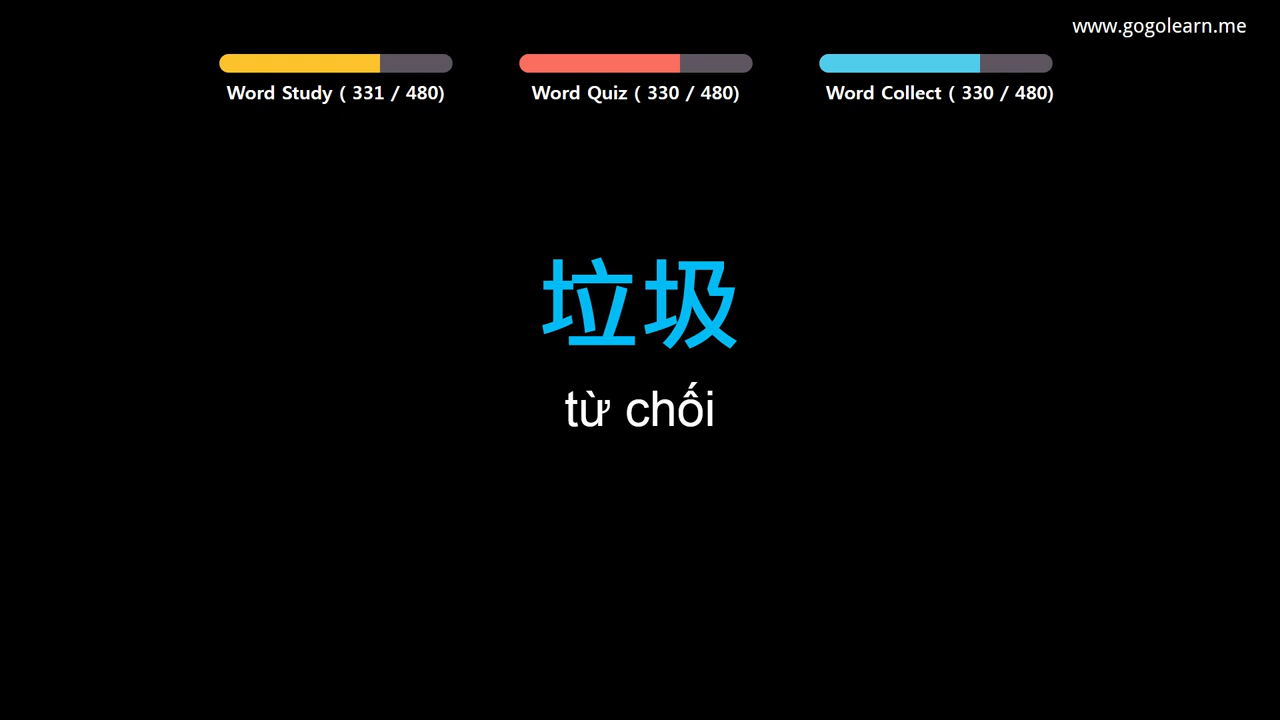 www.gogolearn.me
Word Study ( 331 / 480)
Word Quiz ( 330 / 480)
Word Collect ( 330 / 480)
垃圾
từ chối